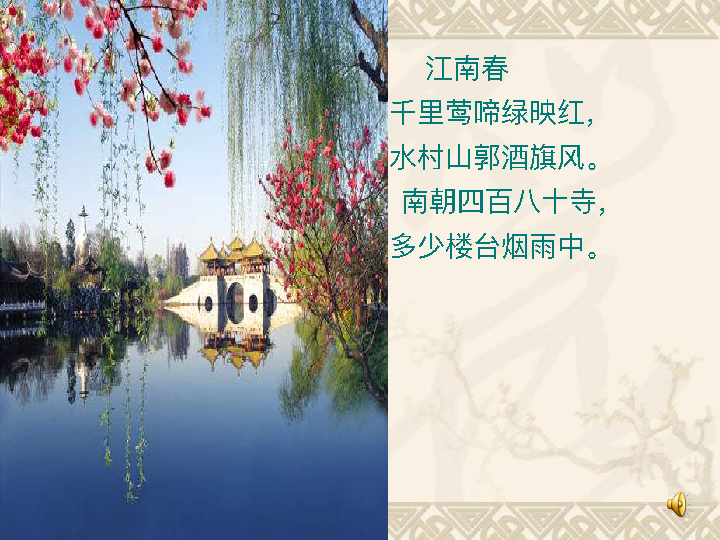 江南春
千里莺啼绿映红，
水村山郭酒旗风。
南朝四百八十寺，
多少楼台烟雨中。